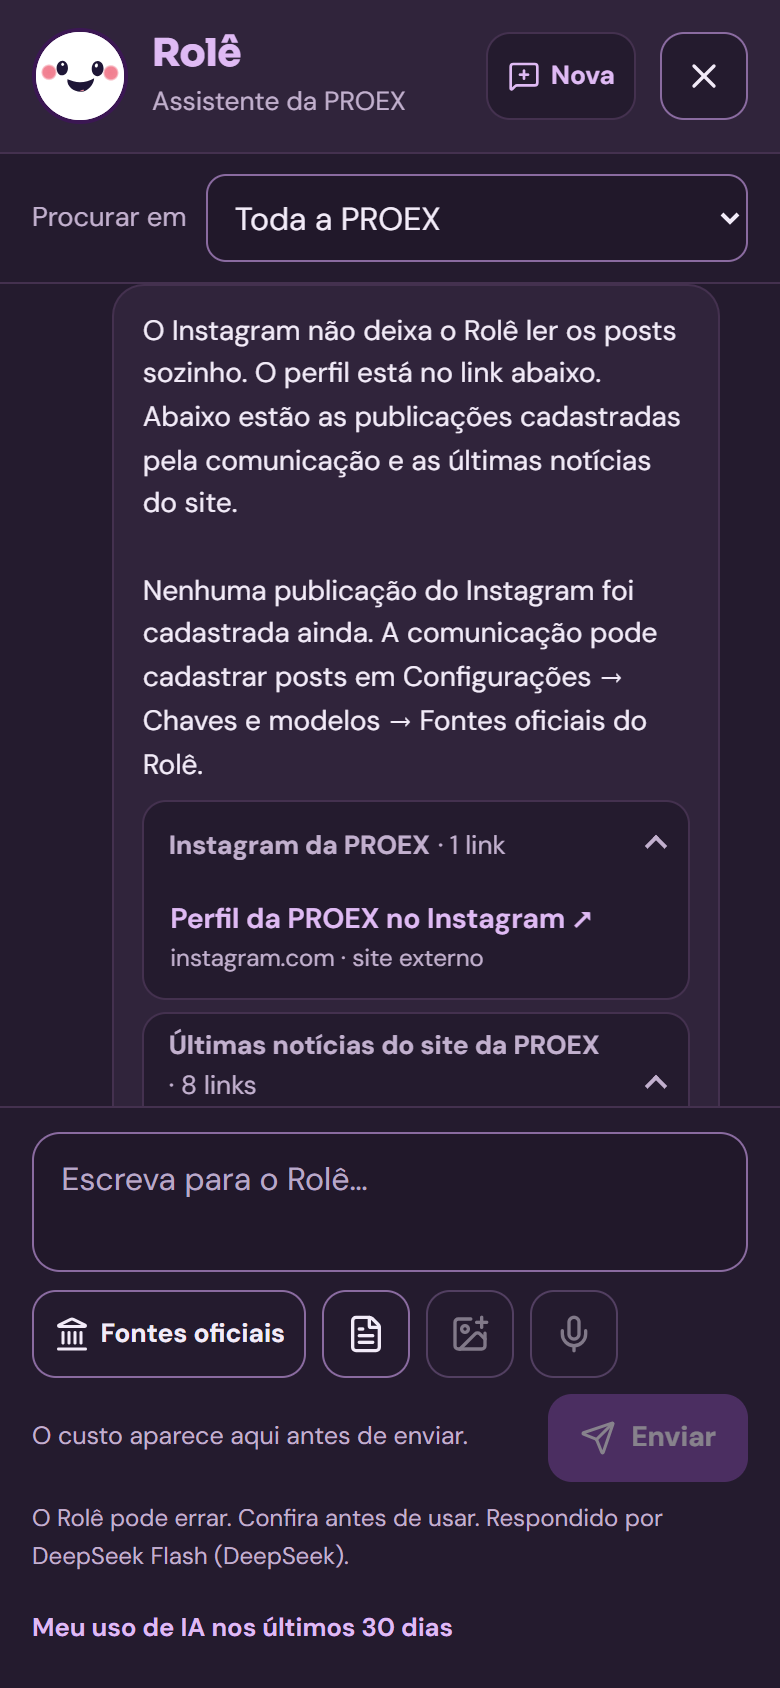 Rolê
Assistente da PROEX
Nova
Procurar em
Toda a PROEX
O Instagram não deixa o Rolê ler os posts
sozinho. O perfil está no link abaixo.
Abaixo estão as publicações cadastradas
pela comunicação e as últimas notícias
do site.
Nenhuma publicação do Instagram foi
cadastrada ainda. A comunicação pode
cadastrar posts em Configurações →
Chaves e modelos → Fontes oficiais do
Rolê.
Instagram da PROEX · 1 link
Perfil da PROEX no Instagram ↗
instagram.com · site externo
Últimas notícias do site da PROEX
· 8 links
Escreva para o Rolê...
Fontes oficiais
O custo aparece aqui antes de enviar.
Enviar
O Rolê pode errar. Confira antes de usar. Respondido por
DeepSeek Flash (DeepSeek).
Meu uso de IA nos últimos 30 dias